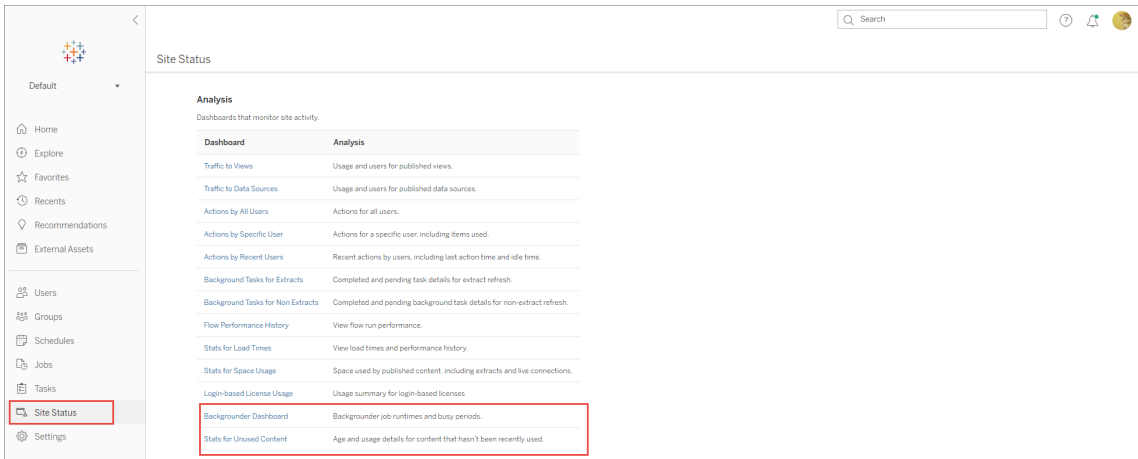 Search
Site Status
Default
Home
Explore
Favorites
Recents
Recommendations
External Assets
Users
Groups
Schedules
Jobs
Tasks
Site Status
Settings
Analysis
Dashboards that monitor site activity.
Dashboard Analysis
Traffic to Views Usage and users for published views.
Traffic to Data Sources Usage and users for published data sources.
Actions by All Users Actions for all users.
Actions by Specific User Actions for a specific user, including items used.
Actions by Recent Users Recent actions by users, including last action time and idle time.
Background Tasks for Extracts Completed and pending task details for extract refresh.
Background Tasks for Non Extracts Completed and pending background task details for non-extract refresh.
Flow Performance History View flow run performance.
Stats for Load Times View load times and performance history.
Stats for Space Usage Space used by published content, including extracts and live connections.
Login-based License Usage Usage summary for login-based licenses
Backgrounder Dashboard Backgrounder job runtimes and busy periods.
Stats for Unused Content Age and usage details for content that hasn't been recently used.